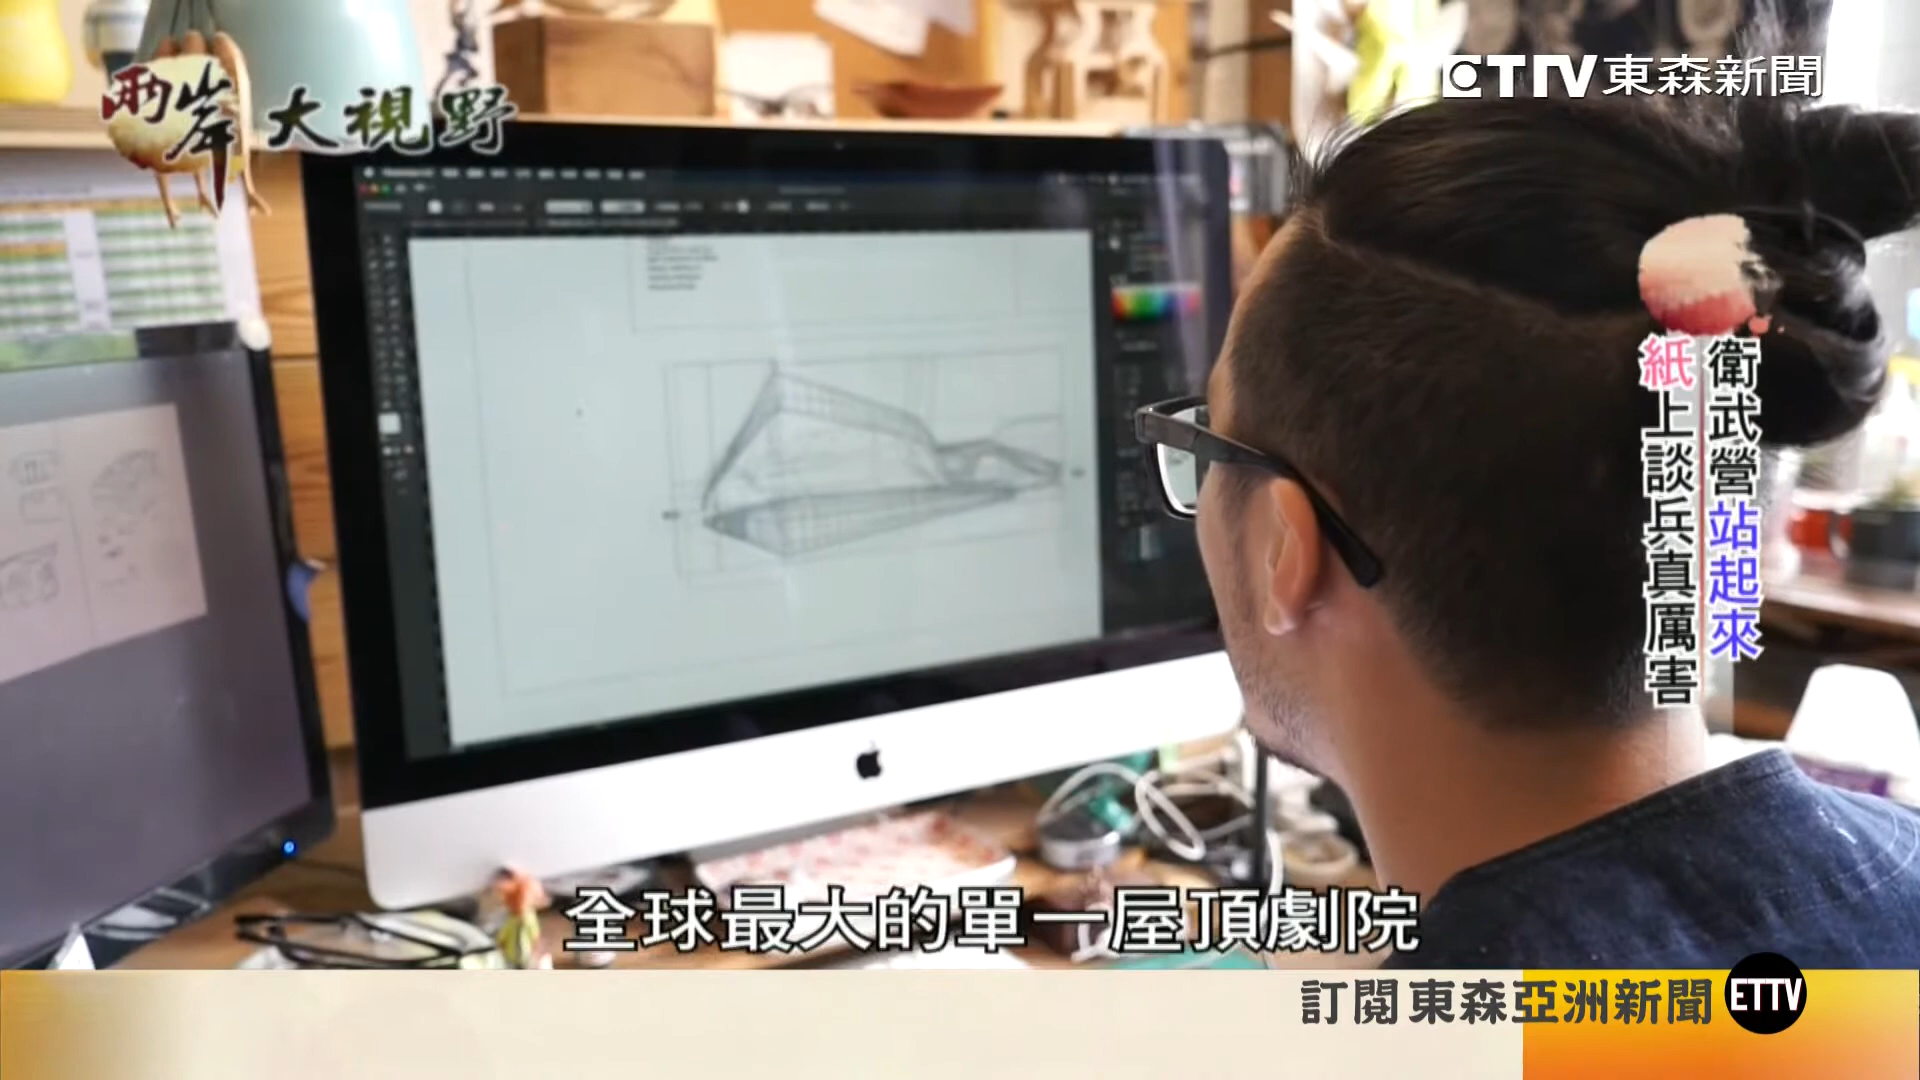 兩岸大視野
ETTV東森新聞
衛武營站起來
紙上談兵真厲害
全球最大的單一屋頂劇院
訂閱東森亞洲新聞
ETTV